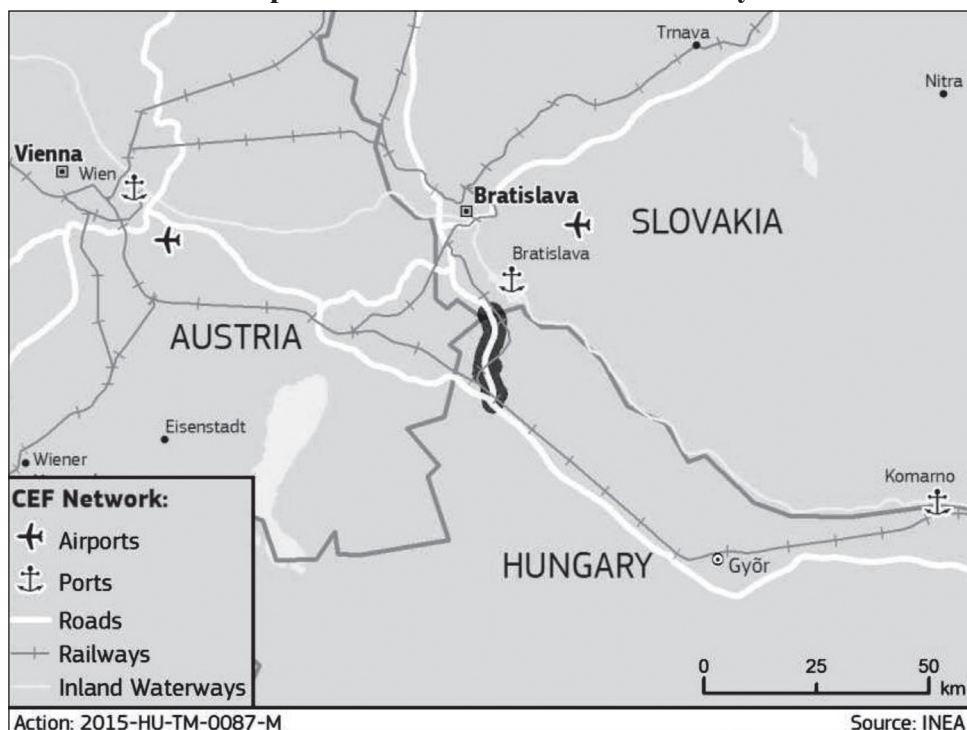 Trnava
Nitra
Vienna
Wien
Bratislava
SLOVAKIA
Bratislava
AUSTRIA
Eisenstadt
Wiener
Komarno
CEF Network:
Airports
Ports
HUNGARY
Győr
Roads
Railways
Inland Waterways
0 25 50
km
Action: 2015-HU-TM-0087-M
Source: INEA